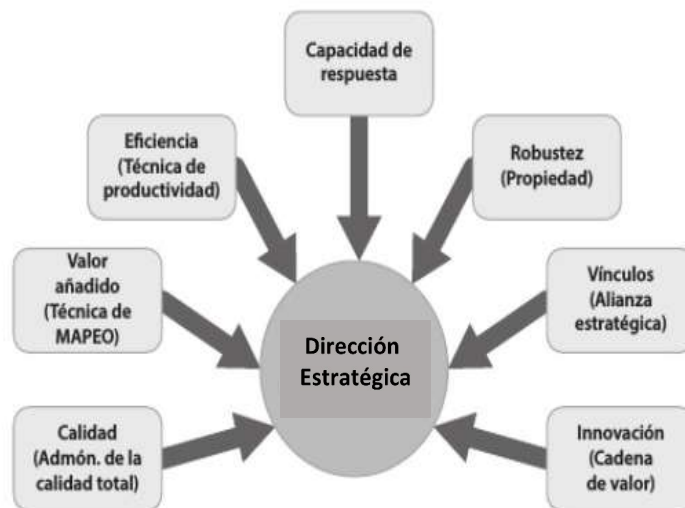 Capacidad de
respuesta
Eficiencia
(Técnica de
productividad)
Robustez
(Propiedad)
Valor
añadido
(Técnica de
MAPEO)
Vínculos
(Alianza
estratégica)
Dirección
Estratégica
Calidad
(Admón. de la
calidad total)
Innovación
(Cadena
de valor)